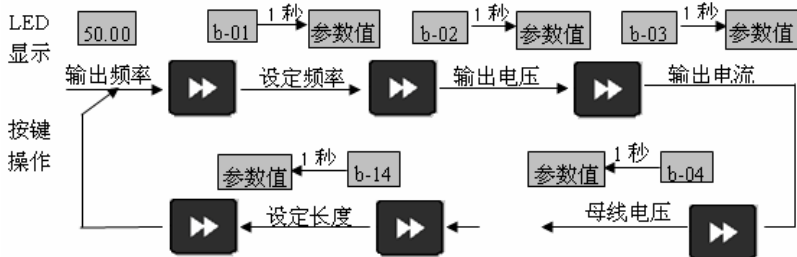 LED 显示
50.00
b-01 1 秒 参数值
b-02 1 秒 参数值
b-03 1 秒 参数值
输出频率 设定频率 输出电压 输出电流
按键 操作
参数值 1 秒 b-14
参数值 1 秒 b-04
设定长度 母线电压